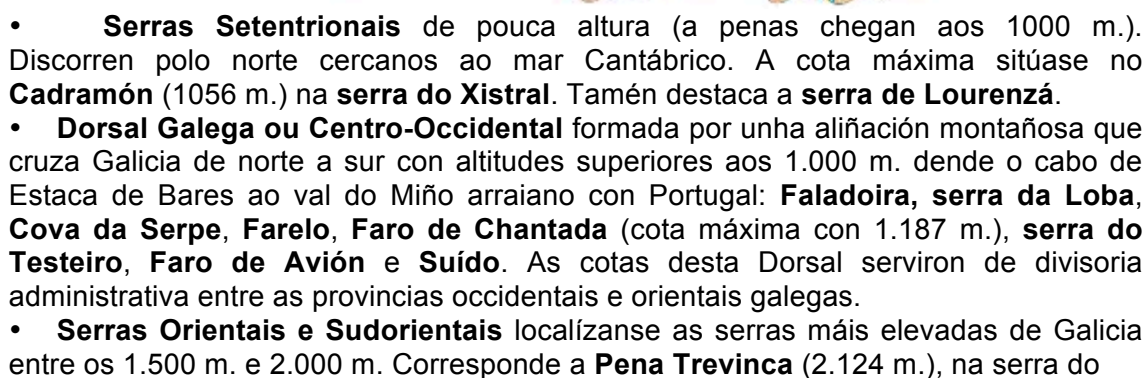 • Serras Setentrionais de pouca altura (a penas chegan aos 1000 m.).
Discorren polo norte cercanos ao mar Cantábrico. A cota máxima sitúase no
Cadramón (1056 m.) na serra do Xistral. Tamén destaca a serra de Lourenzá.
• Dorsal Galega ou Centro-Occidental formada por unha aliñación montañosa que
cruza Galicia de norte a sur con altitudes superiores aos 1.000 m. dende o cabo de
Estaca de Bares ao val do Miño arraiano con Portugal: Faladoira, serra da Loba,
Cova da Serpe, Farelo, Faro de Chantada (cota máxima con 1.187 m.), serra do
Testeiro, Faro de Avión e Suído. As cotas desta Dorsal serviron de divisoria
administrativa entre as provincias occidentais e orientais galegas.
• Serras Orientais e Sudorientais localízanse as serras máis elevadas de Galicia
entre os 1.500 m. e 2.000 m. Corresponde a Pena Trevinca (2.124 m.), na serra do